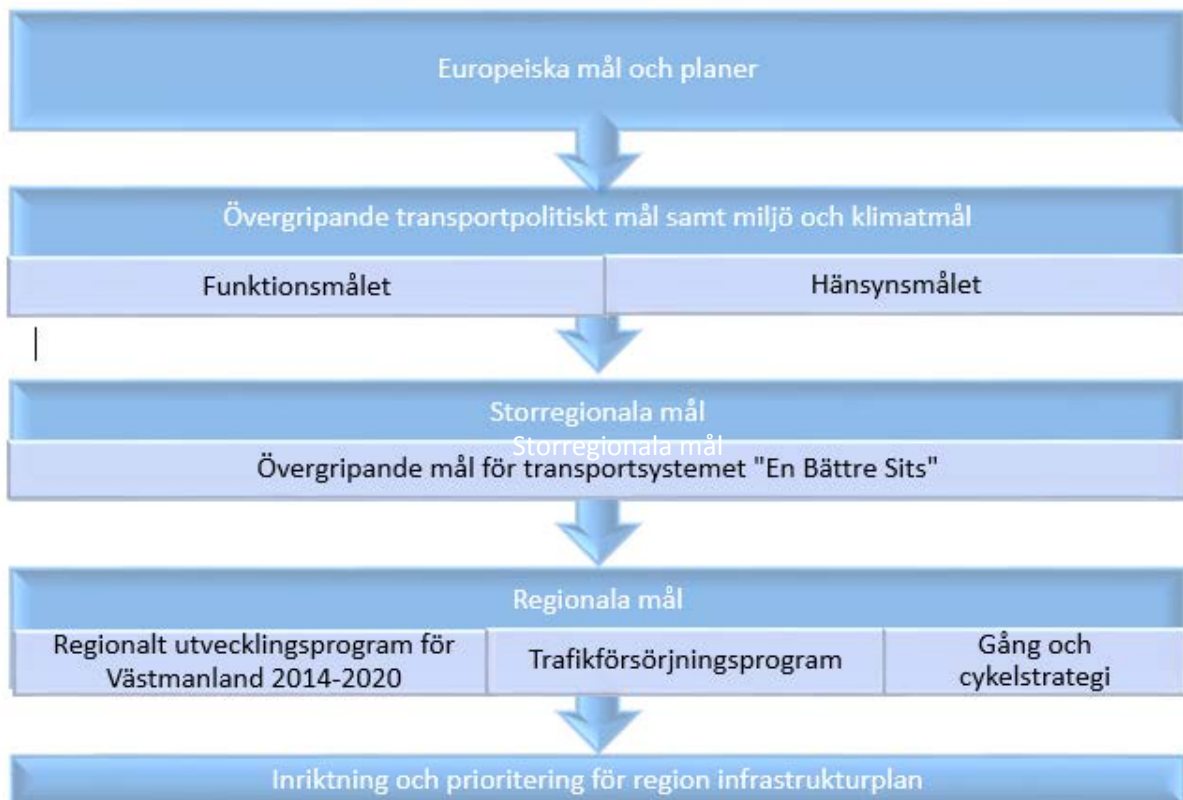 Europeiska mål och planer
Övergripande transportpolitiskt mål samt miljö och klimatmål
Funktionsmålet
Hänsynsmålet
Storregionala mål
Storregionala mål
Övergripande mål för transportsystemet "En Bättre Sits"
Regionala mål
Regionalt utvecklingsprogram för
Västmanland 2014-2020
Trafikförsörjningsprogram
Gång och
cykelstrategi
Inriktning och prioritering för region infrastrukturplan